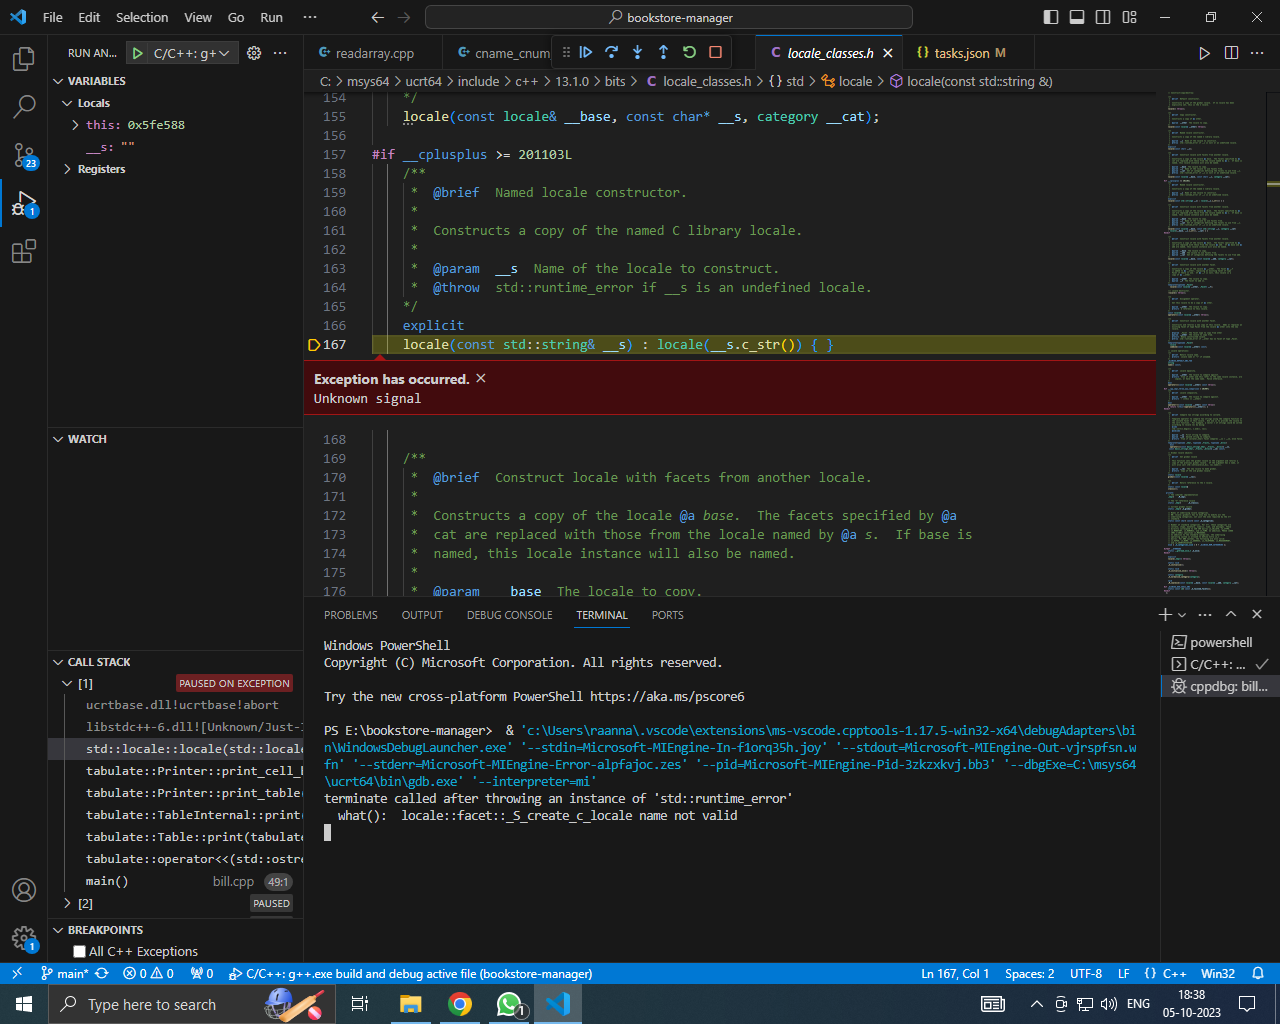 File Edit Selection View Go Run ··· bookstore-manager
RUN AN... C/C++: g+
readarray.cpp cname_cnum locale_classes.h tasks.json M
C: > msys64 > ucrt64 > include > c++ > 13.1.0 > bits > locale_classes.h > {} std > locale > locale(const std::string &)
VARIABLES
Locals
this: 0x5fe588
__s: ""
Registers
WATCH
CALL STACK
[1] PAUSED ON EXCEPTION
ucrtbase.dll!ucrtbase!abort
libstdc++-6.dll![Unknown/Just-
std::locale::locale(std::loca
tabulate::Printer::print_cell_
tabulate::Printer::print_table(
tabulate::TableInternal::print(
tabulate::Table::print(tabulate
tabulate::operator<<(std::ostre
main() bill.cpp 49:1
[2] PAUSED
BREAKPOINTS
All C++ Exceptions
23
1
1
154 */
155 locale(const locale& __base, const char* __s, category __cat);
156
157 #if __cplusplus >= 201103L
158 /**
159 * @brief Named locale constructor.
160 *
161 * Constructs a copy of the named C library locale.
162 *
163 * @param __s Name of the locale to construct.
164 * @throw std::runtime_error if __s is an undefined locale.
165 */
166 explicit
167 locale(const std::string& __s) : locale(__s.c_str()) { }
Exception has occurred. ×
Unknown signal
168
169 /**
170 * @brief Construct locale with facets from another locale.
171 *
172 * Constructs a copy of the locale @a base. The facets specified by @a
173 * cat are replaced with those from the locale named by @a s. If base is
174 * named, this locale instance will also be named.
175 *
176 * @param __base The locale to copy.
PROBLEMS OUTPUT DEBUG CONSOLE TERMINAL PORTS
Windows PowerShell
Copyright (C) Microsoft Corporation. All rights reserved.
Try the new cross-platform PowerShell https://aka.ms/pscore6
PS E:\bookstore-manager> & 'c:\Users\raanna\.vscode\extensions\ms-vscode.cpptools-1.17.5-win32-x64\debugAdapters\bi
n\WindowsDebugLauncher.exe' '--stdin=Microsoft-MIEngine-In-f1orq35h.joy' '--stdout=Microsoft-MIEngine-Out-vjrspfsn.w
fn' '--stderr=Microsoft-MIEngine-Error-alpfajoc.zes' '--pid=Microsoft-MIEngine-Pid-3zkzxkvj.bb3' '--dbgExe=C:\msys64
\ucrt64\bin\gdb.exe' '--interpreter=mi'
terminate called after throwing an instance of 'std::runtime_error'
what(): locale::facet::_S_create_c_locale name not valid
powershell
C/C++: ...
cppdbg: bill...
main* 0 0 0 C/C++: g++.exe build and debug active file (bookstore-manager) Ln 167, Col 1 Spaces: 2 UTF-8 LF {} C++ Win32
Type here to search 1 ENG 18:38
05-10-2023